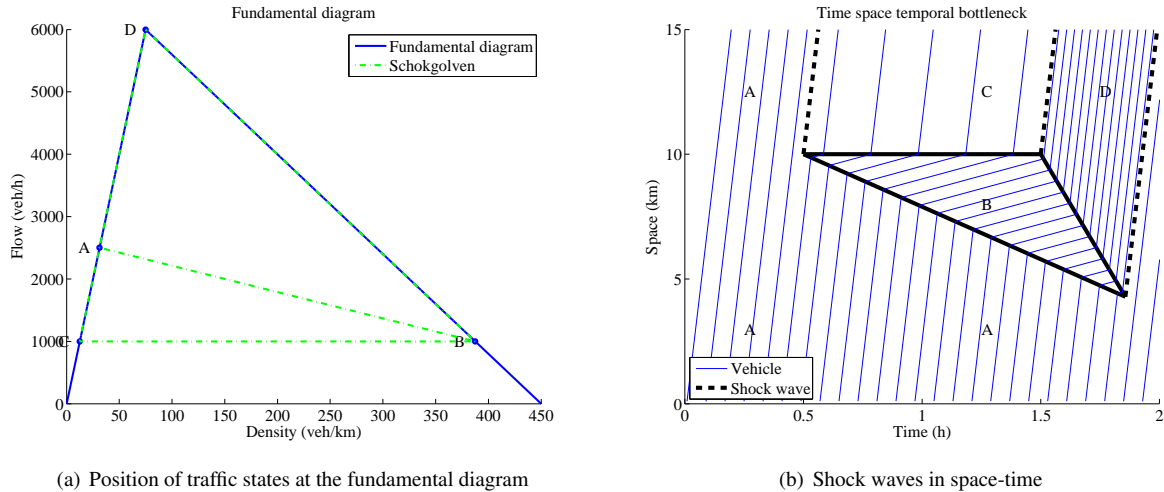 Fundamental diagram
6000
5000
4000
3000
2000
1000
0
Flow (veh/h)
D
A
C
B
Fundamental diagram
Schokgolven
0 50 100 150 200 250 300 350 400 450
Density (veh/km)
(a) Position of traffic states at the fundamental diagram
Time space temporal bottleneck
15
10
5
0
Space (km)
A
C
D
B
A
A
Vehicle
Shock wave
0 0.5 1 1.5 2
Time (h)
(b) Shock waves in space-time